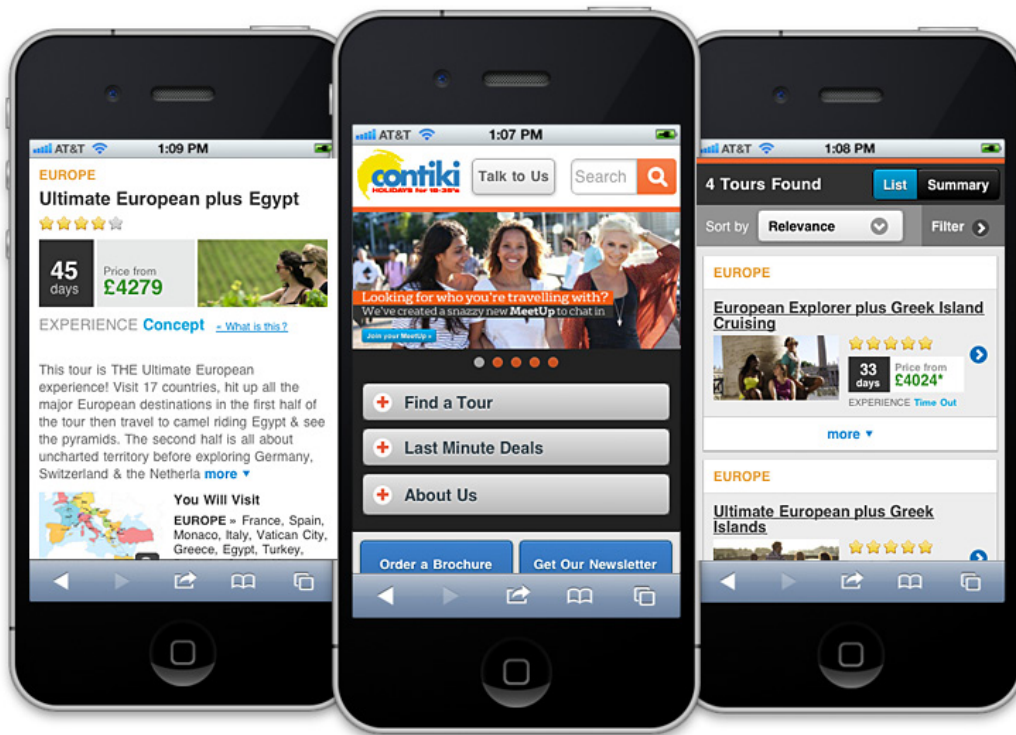 AT&T 1:09 PM
EUROPE
Ultimate European plus Egypt
45
days
Price from
£4279
EXPERIENCE Concept « What is this?
This tour is THE Ultimate European
experience! Visit 17 countries, hit up all the
major European destinations in the first half of
the tour then travel to camel riding Egypt & see
the pyramids. The second half is all about
uncharted territory before exploring Germany,
Switzerland & the Netherla more ▾
You Will Visit
EUROPE » France, Spain,
Monaco, Italy, Vatican City,
Greece, Egypt, Turkey,
AT&T 1:07 PM
contiki
HOLIDAYS for 18-35's
Talk to Us
Search
Looking for who you're travelling with?
We've created a snazzy new MeetUp to chat in
Join your MeetUp »
Find a Tour
Last Minute Deals
About Us
Order a Brochure
Get Our Newsletter
AT&T 1:08 PM
4 Tours Found
List
Summary
Sort by
Relevance
Filter
EUROPE
European Explorer plus Greek Island
Cruising
33
days
Price from
£4024*
EXPERIENCE Time Out
more ▾
EUROPE
Ultimate European plus Greek
Islands